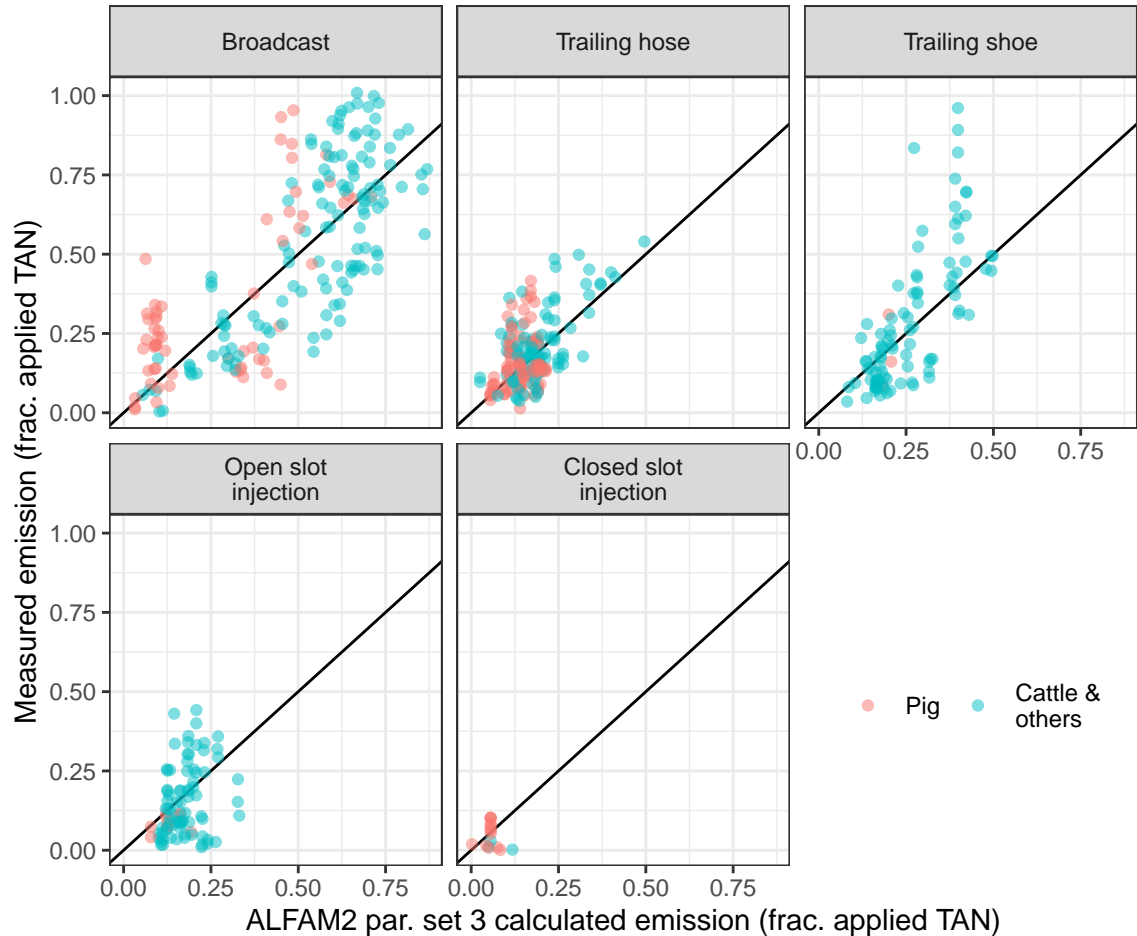 Broadcast
Trailing hose
Trailing shoe
1.00
0.75
0.50
0.25
0.00
0.00 0.25 0.50 0.75
Open slot
injection
Closed slot
injection
1.00
0.75
0.50
0.25
0.00
0.00 0.25 0.50 0.75
0.00 0.25 0.50 0.75
Measured emission (frac. applied TAN)
ALFAM2 par. set 3 calculated emission (frac. applied TAN)
Pig
Cattle &
others